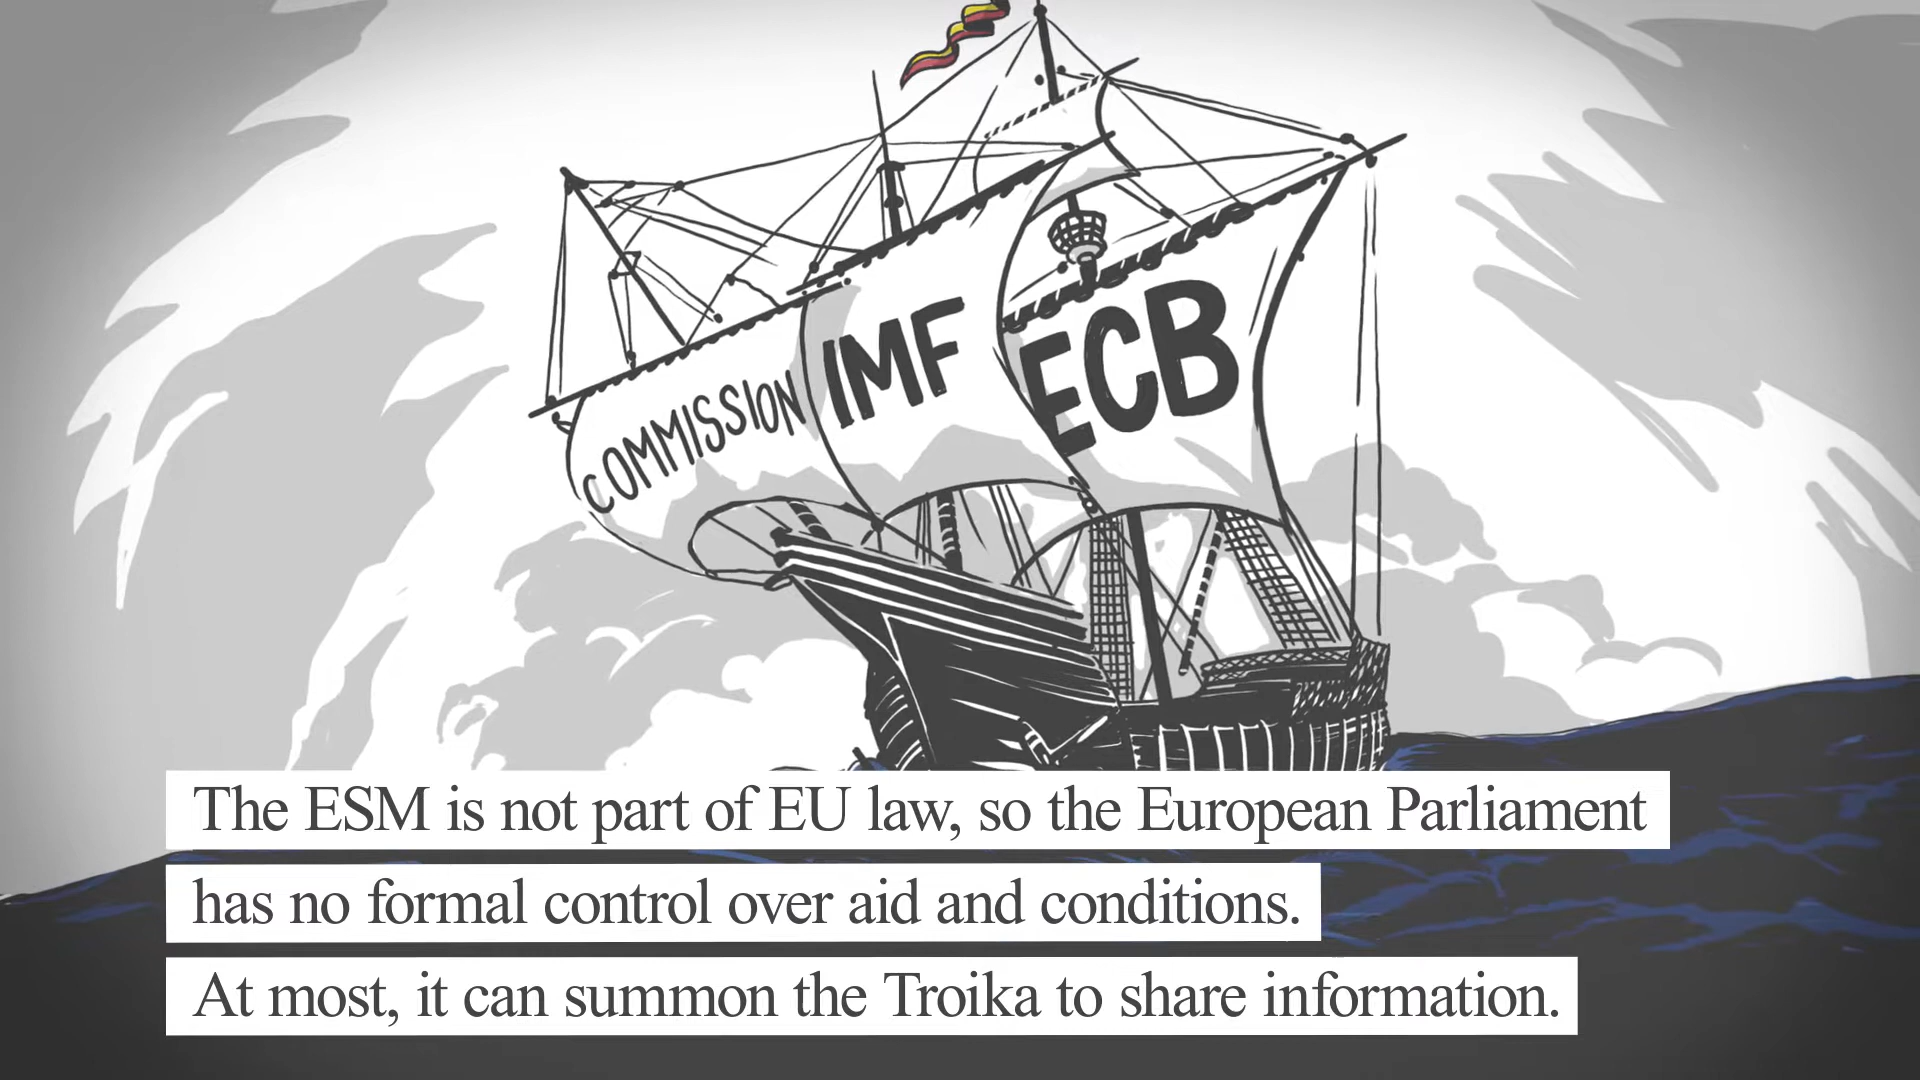 COMMISSION IMF ECB
The ESM is not part of EU law, so the European Parliament
has no formal control over aid and conditions.
At most, it can summon the Troika to share information.